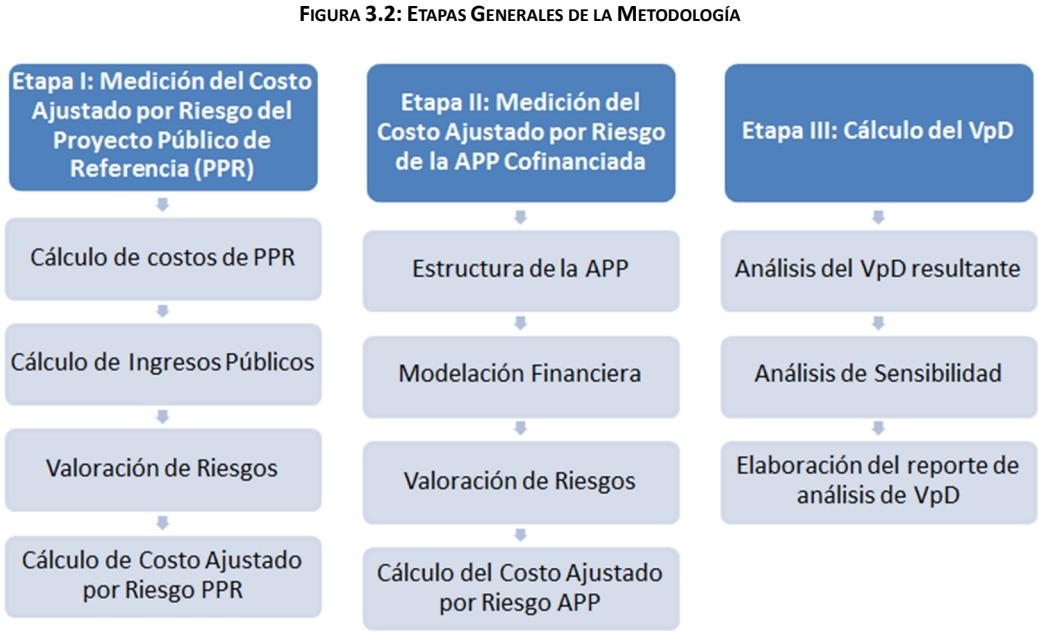 FIGURA 3.2: ETAPAS GENERALES DE LA METODOLOGÍA
Etapa I: Medición del Costo
Ajustado por Riesgo del
Proyecto Público de
Referencia (PPR)
Cálculo de costos de PPR
Cálculo de Ingresos Públicos
Valoración de Riesgos
Cálculo de Costo Ajustado
por Riesgo PPR
Etapa II: Medición del
Costo Ajustado por Riesgo
de la APP Cofinanciada
Estructura de la APP
Modelación Financiera
Valoración de Riesgos
Cálculo del Costo Ajustado
por Riesgo APP
Etapa III: Cálculo del VpD
Análisis del VpD resultante
Análisis de Sensibilidad
Elaboración del reporte de
análisis de VpD